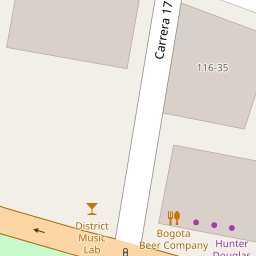 Carrera 17
116-35
District
Music
Lab
Bogota
Beer Company
Hunter
Douglas